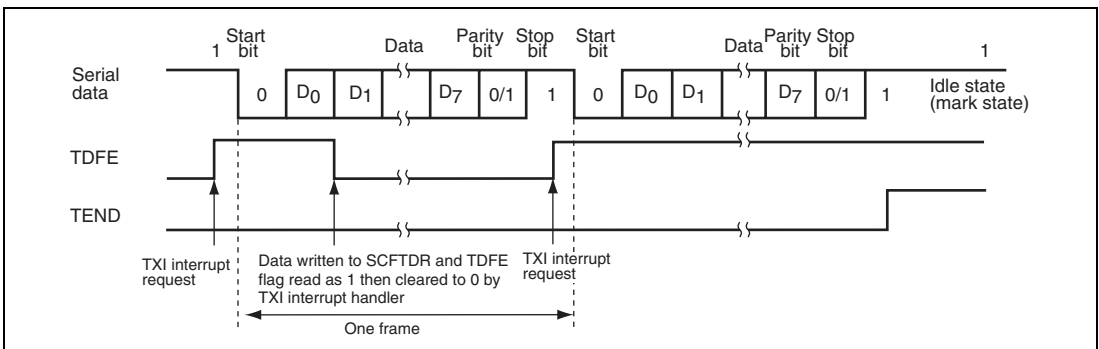 Start bit
Data
Parity bit
Stop bit
Start bit
Data
Parity bit
Stop bit
1
1
Serial data
0
D0
D1
D7
0/1
1
0
D0
D1
D7
0/1
1
Idle state
(mark state)
TDFE
TEND
TXI interrupt
request
Data written to SCFTDR and TDFE
flag read as 1 then cleared to 0 by
TXI interrupt handler
TXI interrupt
request
One frame